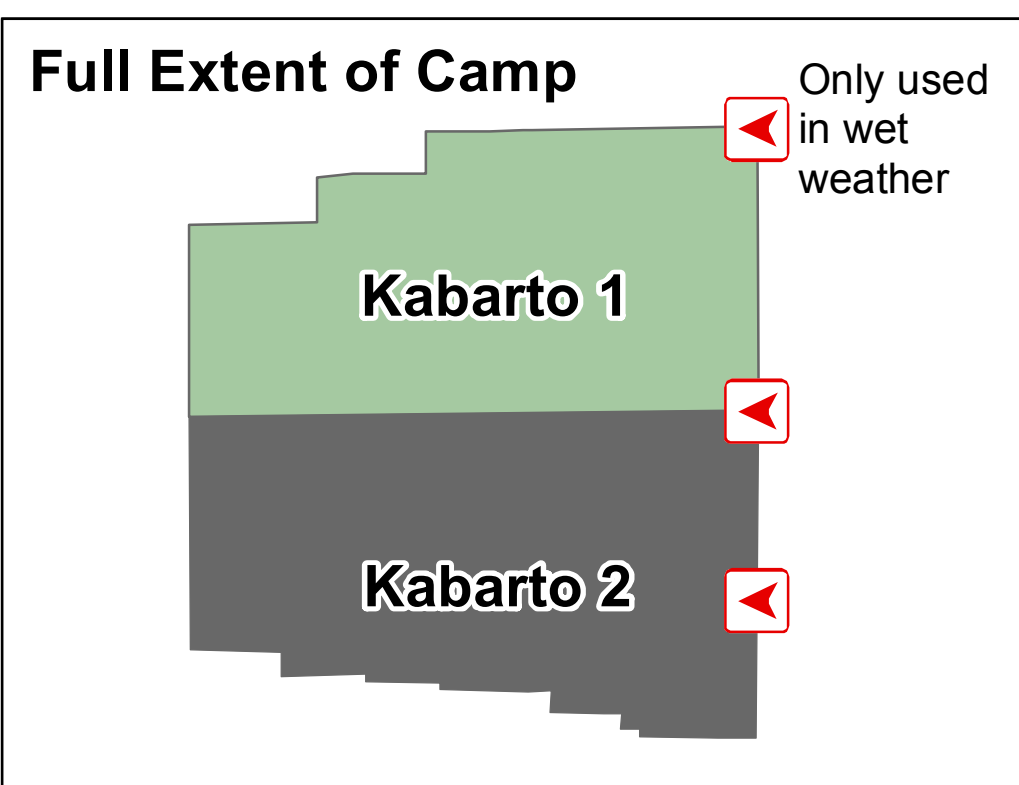 Full Extent of Camp
Only used
in wet
weather
Kabarto 1
Kabarto 2